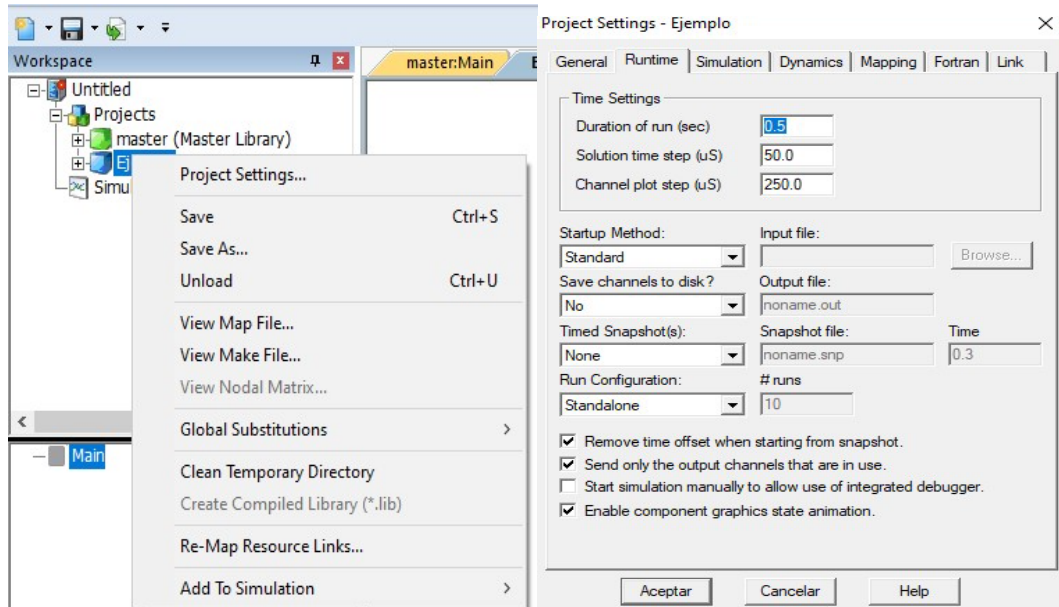 Workspace
Untitled
Projects
master (Master Library)
Ej
Simu
Main
master:Main
E
Project Settings...
Save Ctrl+S
Save As...
Unload Ctrl+U
View Map File...
View Make File...
View Nodal Matrix...
Global Substitutions
Clean Temporary Directory
Create Compiled Library (*.lib)
Re-Map Resource Links...
Add To Simulation
Project Settings - Ejemplo
General Runtime Simulation Dynamics Mapping Fortran Link
Time Settings
Duration of run (sec) 0.5
Solution time step (uS) 50.0
Channel plot step (uS) 250.0
Startup Method: Input file:
Standard Browse...
Save channels to disk? Output file:
No noname.out
Timed Snapshot(s): Snapshot file: Time
None noname.snp 0.3
Run Configuration: # runs
Standalone 10
Remove time offset when starting from snapshot.
Send only the output channels that are in use.
Start simulation manually to allow use of integrated debugger.
Enable component graphics state animation.
Aceptar Cancelar Help